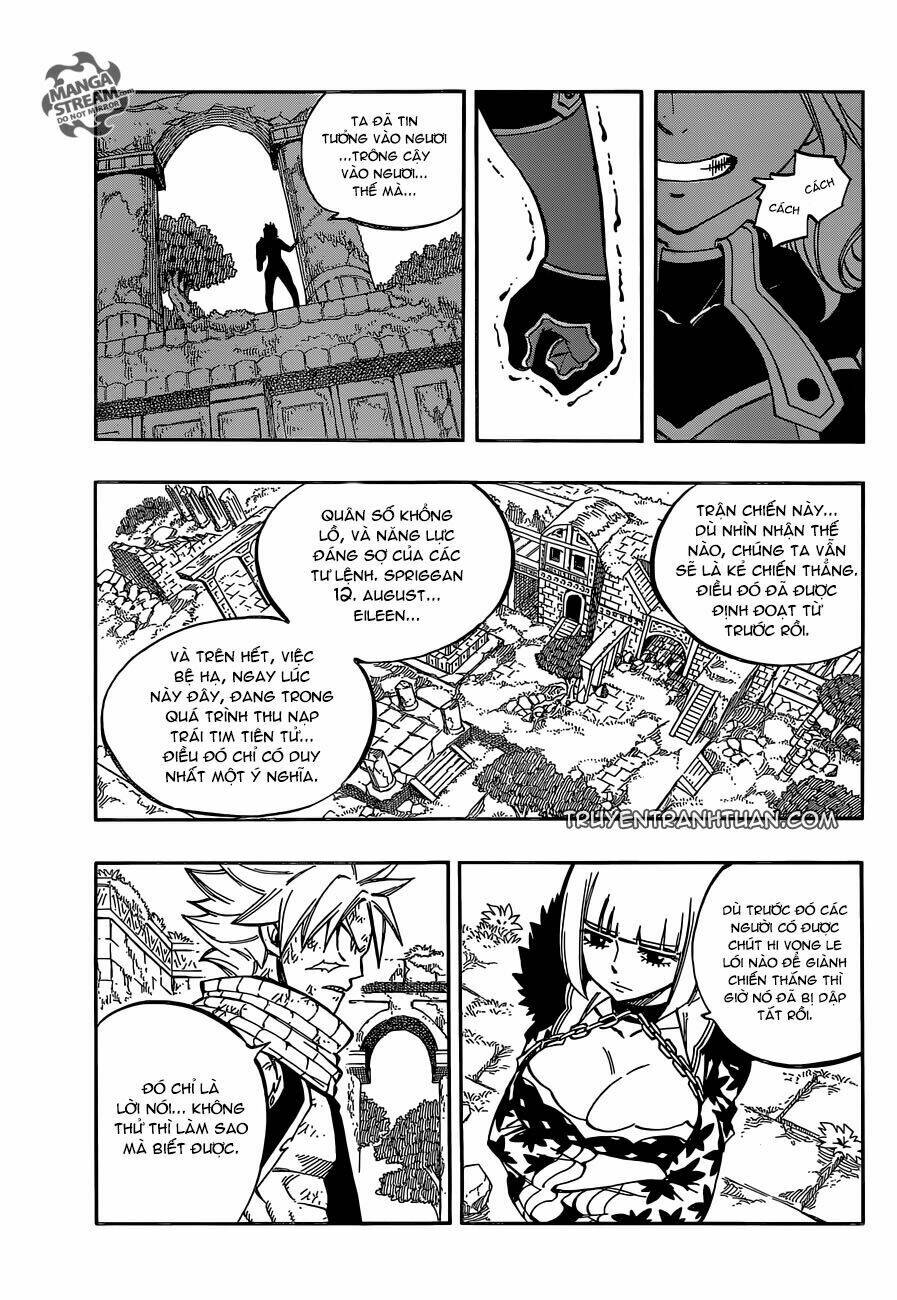 MANGA
STREAM.COM
DO NOT MIRROR
TA ĐÃ TIN
TƯỞNG VÀO NGƯƠI
...TRÔNG CẬY
VÀO NGƯƠI...
THẾ MÀ...
CÁCH
CÁCH
QUÂN SỐ KHỔNG
LỒ, VÀ NĂNG LỰC
ĐÁNG SỢ CỦA CÁC
TƯ LỆNH. SPRIGGAN
12. AUGUST...
EILEEN...
TRẬN CHIẾN NÀY...
DÙ NHÌN NHẬN THẾ
NÀO, CHÚNG TA VẪN
SẼ LÀ KẺ CHIẾN THẮNG.
ĐIỀU ĐÓ ĐÃ ĐƯỢC
ĐỊNH ĐOẠT TỪ
TRƯỚC RỒI.
VÀ TRÊN HẾT, VIỆC
BỆ HẠ, NGAY LÚC
NÀY ĐÂY, ĐANG TRONG
QUÁ TRÌNH THU NẠP
TRÁI TIM TIÊN TỬ...
ĐIỀU ĐÓ CHỈ CÓ DUY
NHẤT MỘT Ý NGHĨA.
TRUYENTRANHTUAN.COM
DÙ TRƯỚC ĐÓ CÁC
NGƯƠI CÓ ĐƯỢC
CHÚT HI VỌNG LE
LÓI NÀO ĐỂ GIÀNH
CHIẾN THẮNG THÌ
GIỜ NÓ ĐÃ BỊ DẬP
TẮT RỒI.
ĐÓ CHỈ LÀ
LỜI NÓI... KHÔNG
THỬ THÌ LÀM SAO
MÀ BIẾT ĐƯỢC.